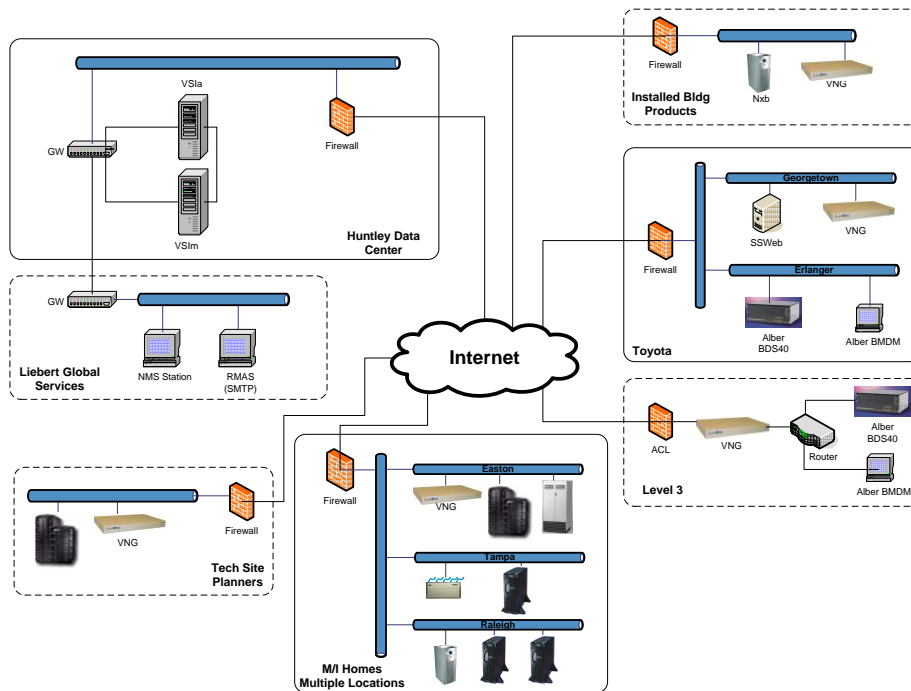 VSIa
GW
Firewall
VSIm
Huntley Data
Center
GW
NMS Station
RMAS
(SMTP)
Liebert Global
Services
VNG
Firewall
Tech Site
Planners
Internet
Firewall
Easton
VNG
Tampa
Raleigh
M/I Homes
Multiple Locations
Firewall
Nxb
VNG
Installed Bldg
Products
Georgetown
SSWeb
VNG
Firewall
Erlanger
Alber
BDS40
Alber BMDM
Toyota
ACL
VNG
Router
Alber
BDS40
Alber BMDM
Level 3